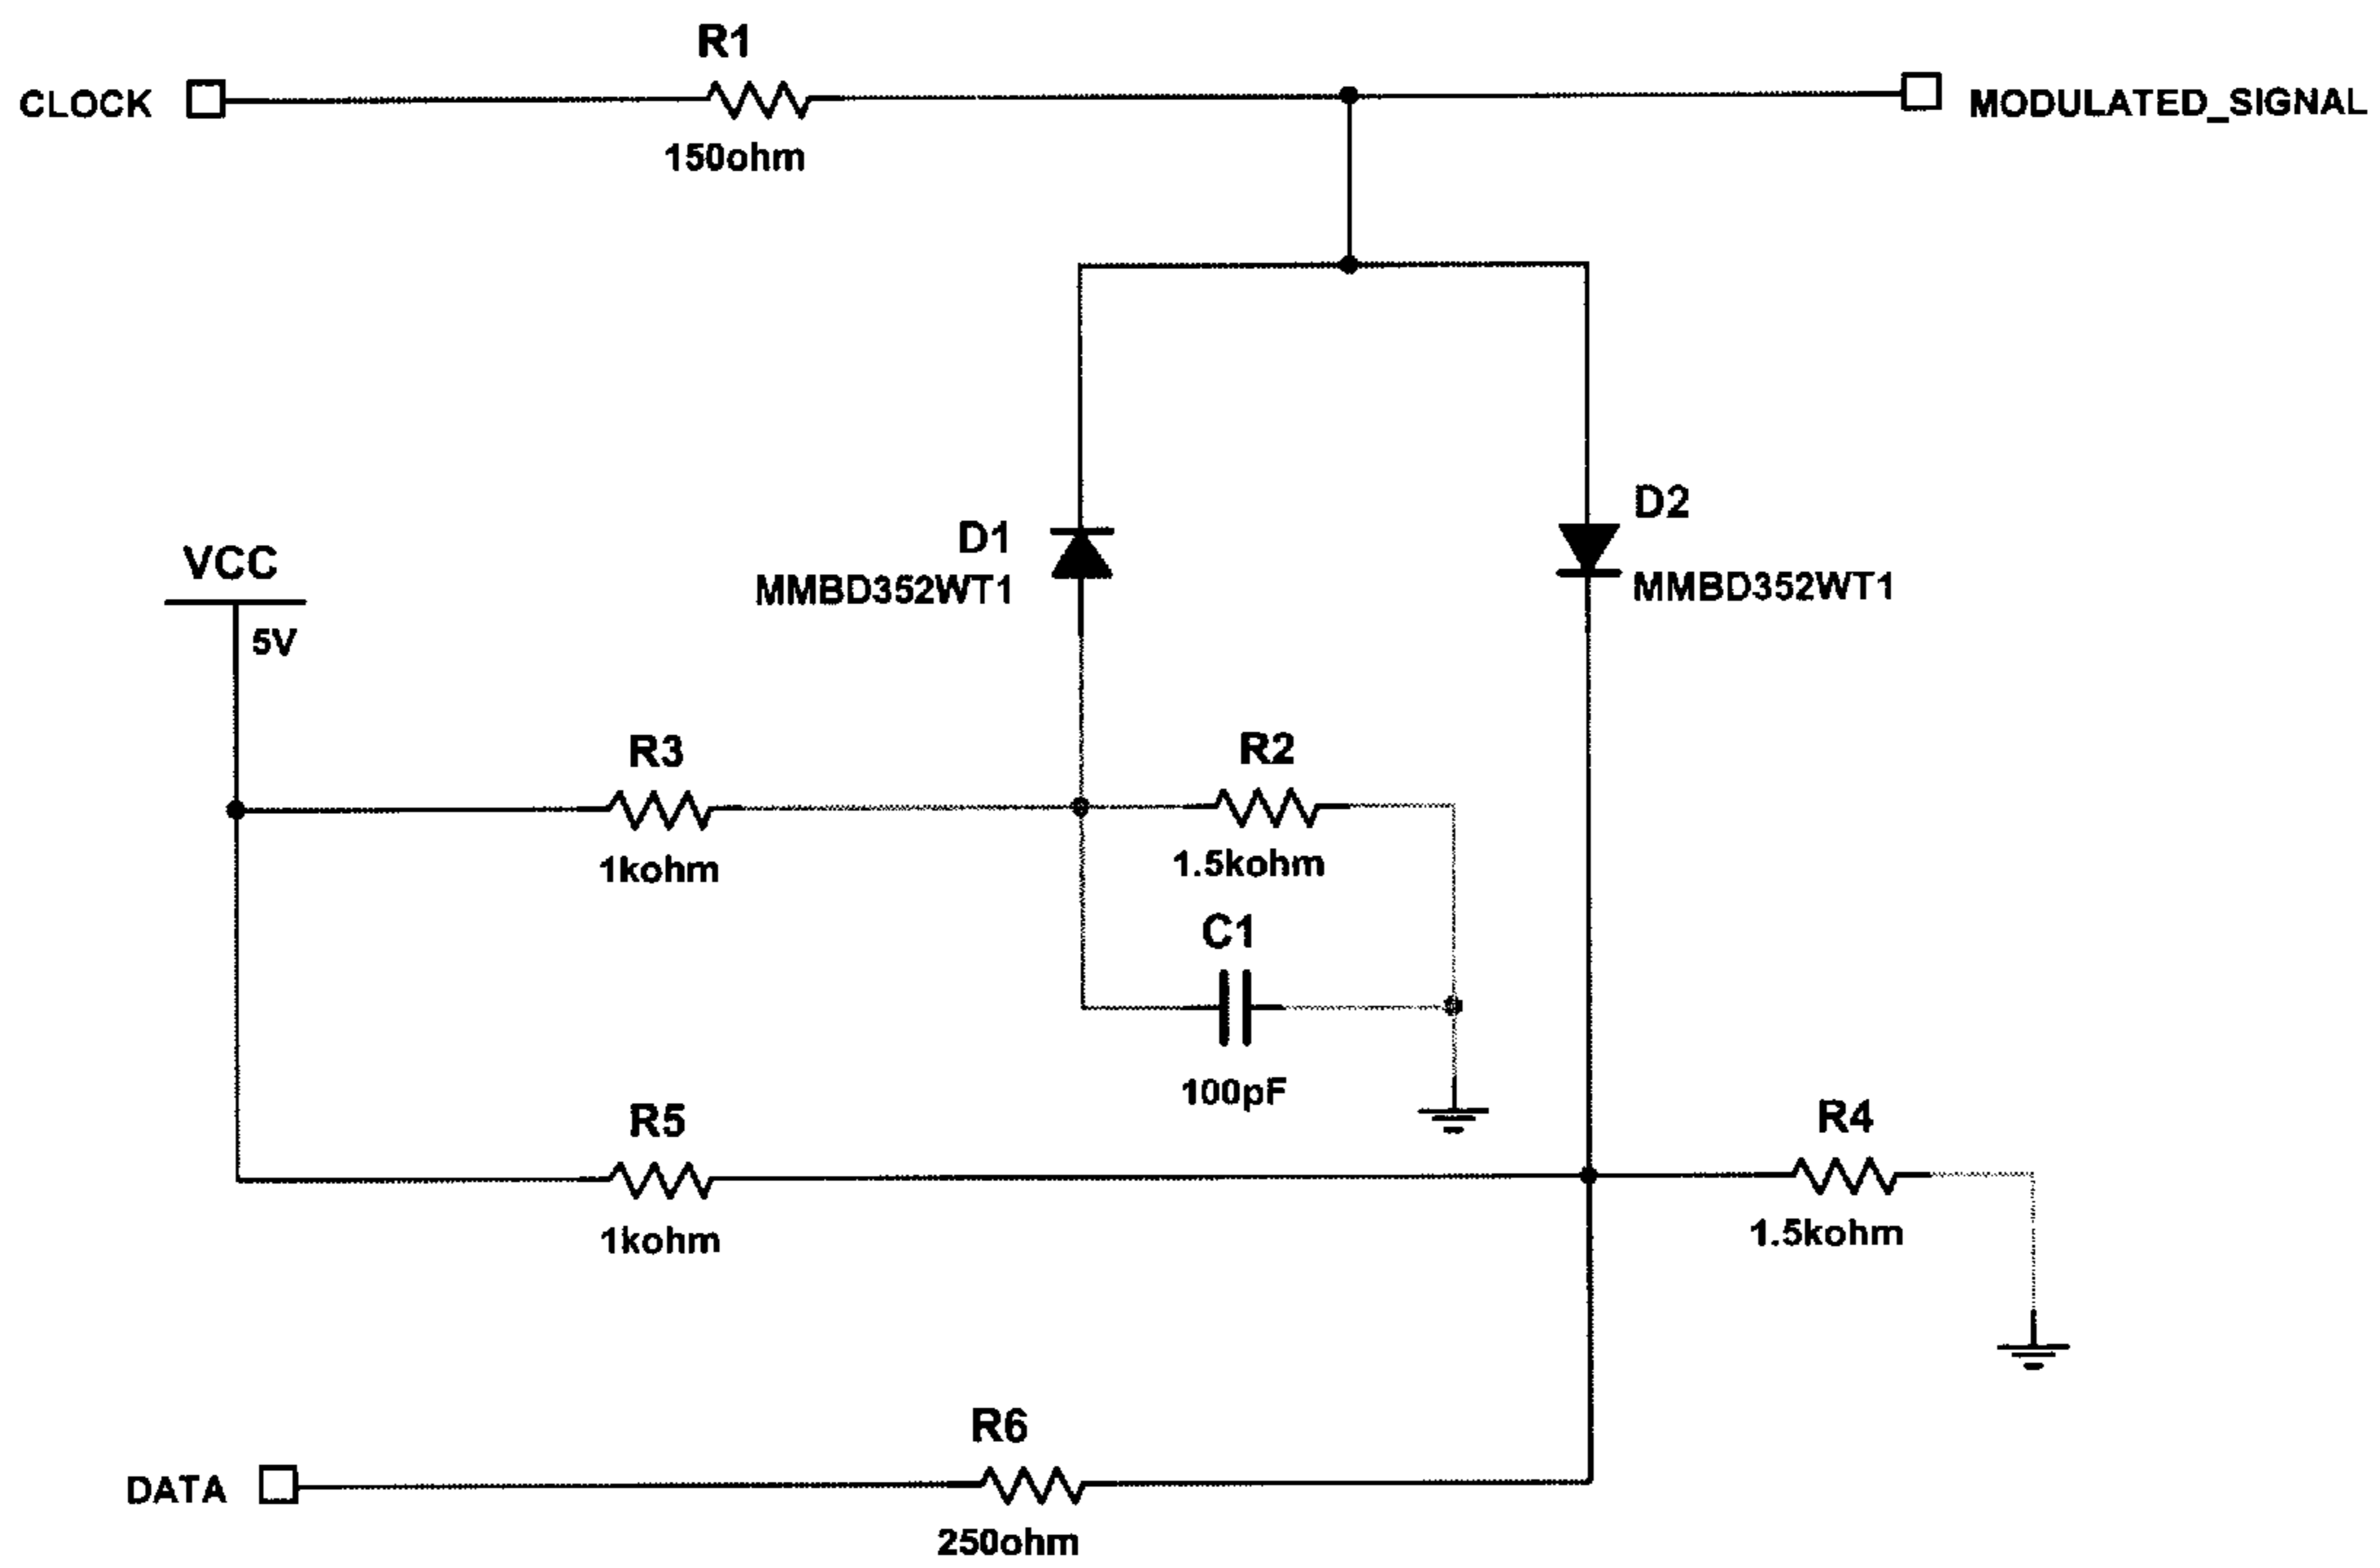 R1
CLOCK
MODULATED_SIGNAL
150ohm
D2
D1
VCC
MMBD352WT1
MMBD352WT1
5V
R3
R2
1kohm
1.5kohm
C1
100pF
R5
R4
1kohm
1.5kohm
R6
DATA
250ohm